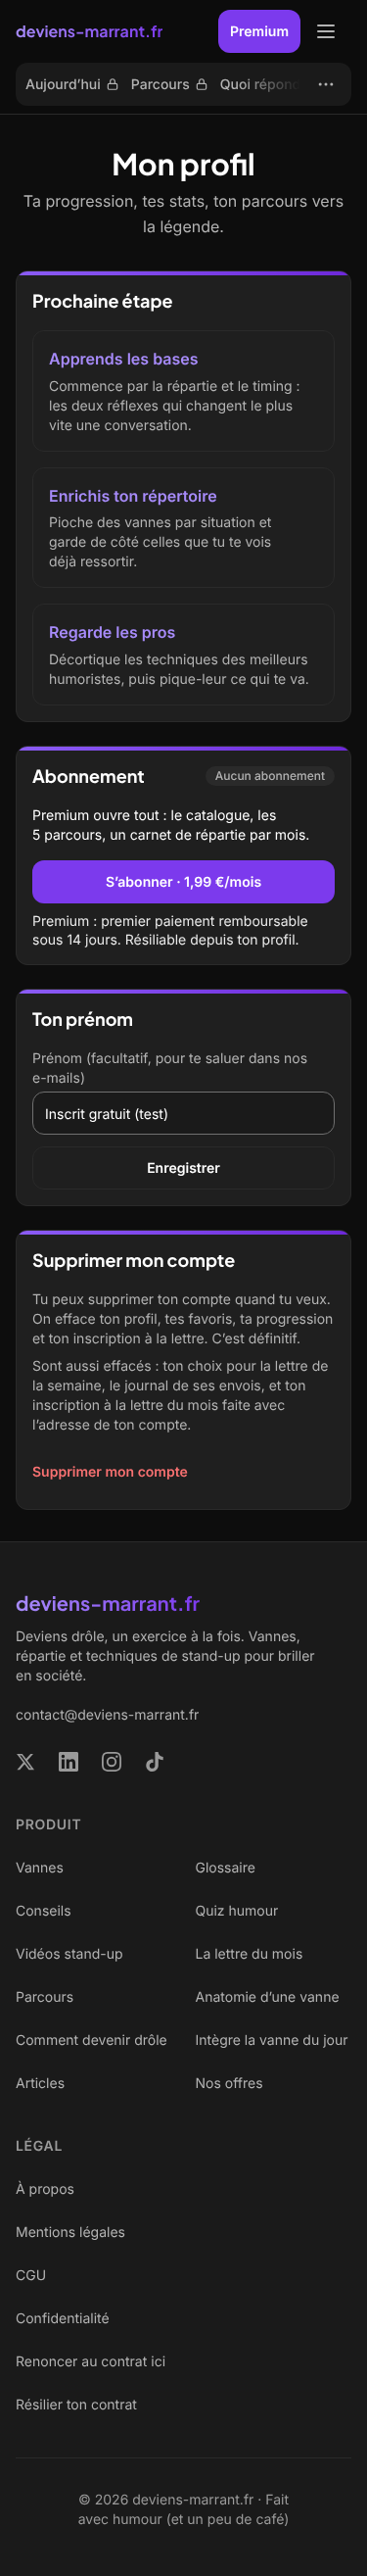 deviens-marrant.fr
Premium
Aujourd’hui
Parcours
Quoi répond
Mon profil
Ta progression, tes stats, ton parcours vers
la légende.
Prochaine étape
Apprends les bases
Commence par la répartie et le timing :
les deux réflexes qui changent le plus
vite une conversation.
Enrichis ton répertoire
Pioche des vannes par situation et
garde de côté celles que tu te vois
déjà ressortir.
Regarde les pros
Décortique les techniques des meilleurs
humoristes, puis pique-leur ce qui te va.
Abonnement
Aucun abonnement
Premium ouvre tout : le catalogue, les
5 parcours, un carnet de répartie par mois.
S’abonner · 1,99 €/mois
Premium : premier paiement remboursable
sous 14 jours. Résiliable depuis ton profil.
Ton prénom
Prénom (facultatif, pour te saluer dans nos
e-mails)
Inscrit gratuit (test)
Enregistrer
Supprimer mon compte
Tu peux supprimer ton compte quand tu veux.
On efface ton profil, tes favoris, ta progression
et ton inscription à la lettre. C’est définitif.
Sont aussi effacés : ton choix pour la lettre de
la semaine, le journal de ses envois, et ton
inscription à la lettre du mois faite avec
l’adresse de ton compte.
Supprimer mon compte
deviens-marrant.fr
Deviens drôle, un exercice à la fois. Vannes,
répartie et techniques de stand-up pour briller
en société.
contact@deviens-marrant.fr
PRODUIT
Vannes
Glossaire
Conseils
Quiz humour
Vidéos stand-up
La lettre du mois
Parcours
Anatomie d’une vanne
Comment devenir drôle
Intègre la vanne du jour
Articles
Nos offres
LÉGAL
À propos
Mentions légales
CGU
Confidentialité
Renoncer au contrat ici
Résilier ton contrat
© 2026 deviens-marrant.fr · Fait
avec humour (et un peu de café)